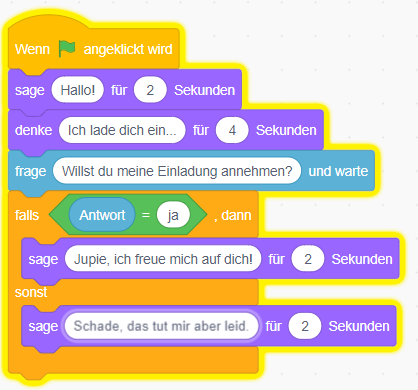 Wenn angeklickt wird
sage Hallo! für 2 Sekunden
denke Ich lade dich ein... für 4 Sekunden
frage Willst du meine Einladung annehmen? und warte
falls Antwort = ja , dann
sage Jupie, ich freue mich auf dich! für 2 Sekunden
sonst
sage Schade, das tut mir aber leid. für 2 Sekunden